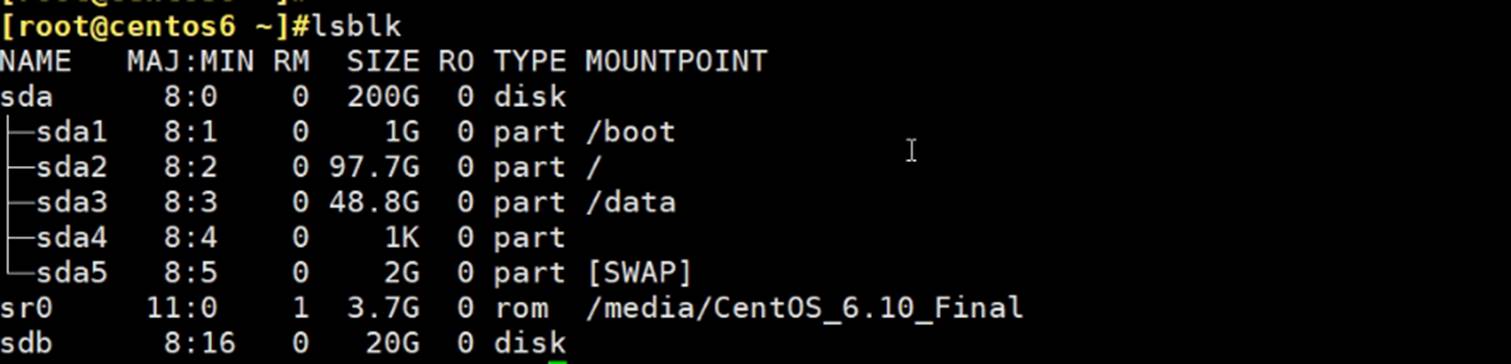 [root@centos6 ~]#lsblk
NAME   MAJ:MIN RM  SIZE RO TYPE MOUNTPOINT
sda      8:0    0  200G  0 disk
├─sda1   8:1    0    1G  0 part /boot
├─sda2   8:2    0 97.7G  0 part /
├─sda3   8:3    0 48.8G  0 part /data
├─sda4   8:4    0    1K  0 part
└─sda5   8:5    0    2G  0 part [SWAP]
sr0     11:0    1  3.7G  0 rom  /media/CentOS_6.10_Final
sdb      8:16   0   20G  0 disk